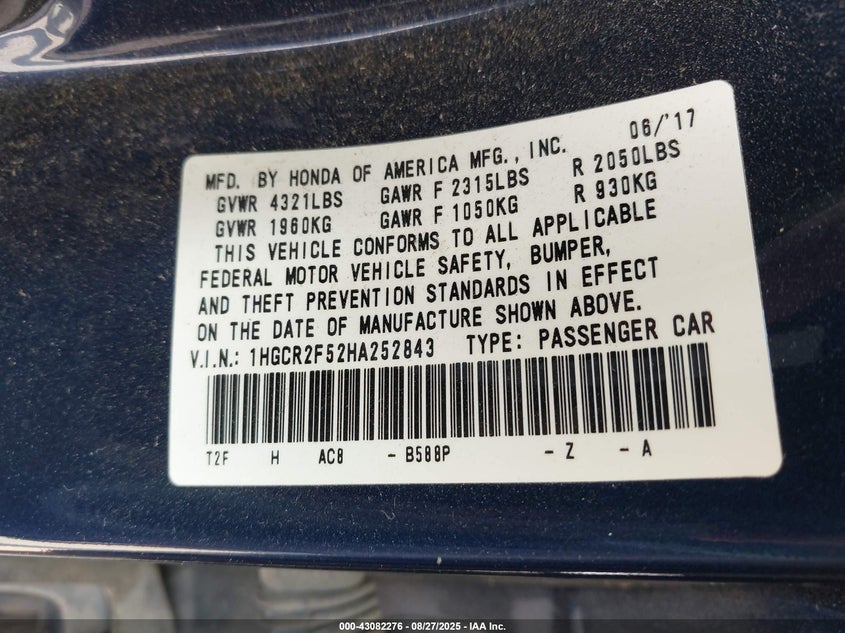 06/'17
MFD. BY HONDA OF AMERICA MFG., INC.
GVWR 4321LBS GAWR F 2315LBS R 2050LBS
GVWR 1960KG GAWR F 1050KG R 930KG
THIS VEHICLE CONFORMS TO ALL APPLICABLE
FEDERAL MOTOR VEHICLE SAFETY, BUMPER,
AND THEFT PREVENTION STANDARDS IN EFFECT
ON THE DATE OF MANUFACTURE SHOWN ABOVE.
V.I.N.: 1HGCR2F52HA252843 TYPE: PASSENGER CAR
T2F H AC8 - B588P - Z - A
000-43082276 - 08/27/2025 - IAA Inc.